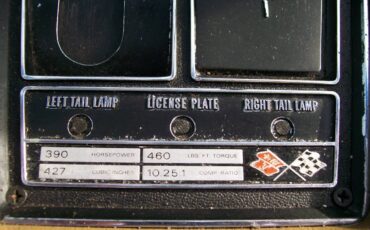 LEFT TAIL LAMP LICENSE PLATE RIGHT TAIL LAMP
390 HORSEPOWER 460 LBS FT TORQUE
427 CUBIC INCHES 10.25:1 COMP RATIO